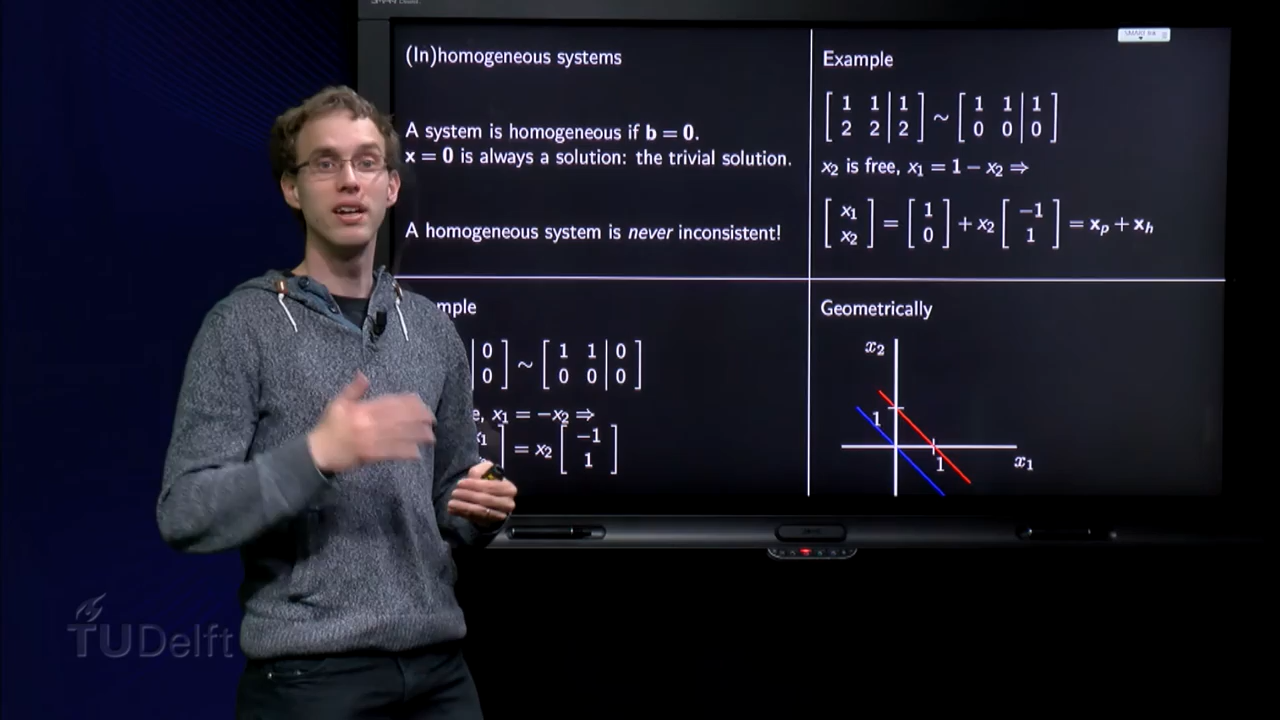 (In)homogeneous systems
A system is homogeneous if b = 0.
x = 0 is always a solution: the trivial solution.
A homogeneous system is never inconsistent!
Example
[ 1 1 | 1 ] ~ [ 1 1 | 1 ]
[ 2 2 | 2 ] [ 0 0 | 0 ]
x₂ is free, x₁ = 1 − x₂ ⇒
[ x₁ ] = [ 1 ] + x₂ [ −1 ] = xₚ + xₕ
[ x₂ ] [ 0 ] [ 1 ]
mple
| 0 ] ~ [ 1 1 | 0 ]
| 0 ] [ 0 0 | 0 ]
e, x₁ = −x₂ ⇒
x₁ ] = x₂ [ −1 ]
] [ 1 ]
Geometrically
x₂
1
1
x₁
TUDelft